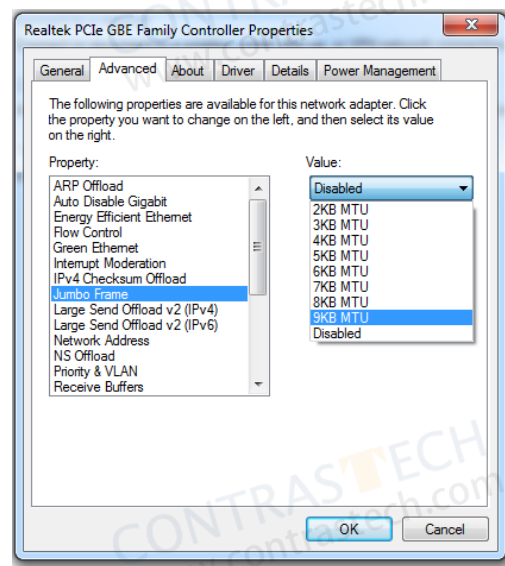 Realtek PCIe GBE Family Controller Properties
General Advanced About Driver Details Power Management
The following properties are available for this network adapter. Click
the property you want to change on the left, and then select its value
on the right.
Property:
ARP Offload
Auto Disable Gigabit
Energy Efficient Ethernet
Flow Control
Green Ethernet
Interrupt Moderation
IPv4 Checksum Offload
Jumbo Frame
Large Send Offload v2 (IPv4)
Large Send Offload v2 (IPv6)
Network Address
NS Offload
Priority & VLAN
Receive Buffers
Value:
Disabled
2KB MTU
3KB MTU
4KB MTU
5KB MTU
6KB MTU
7KB MTU
8KB MTU
9KB MTU
Disabled
OK Cancel
CONTRASTECH
www.contrastech.com